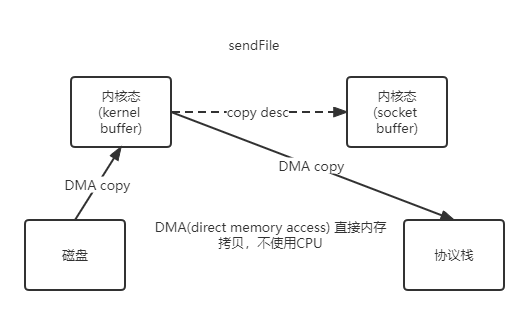 sendFile
内核态
(kernel
buffer)
copy desc
内核态
(socket
buffer)
DMA copy
DMA copy
DMA(direct memory access) 直接内存
拷贝，不使用CPU
磁盘
协议栈